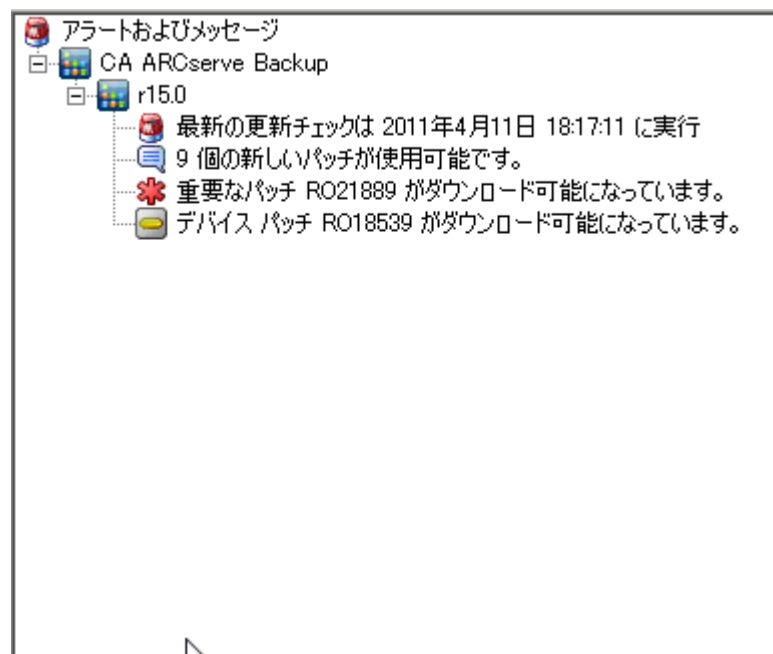 アラートおよびメッセージ
CA ARCserve Backup
r15.0
最新の更新チェックは 2011年4月11日 18:17:11 に実行
9 個の新しいパッチが使用可能です。
重要なパッチ RO21889 がダウンロード可能になっています。
デバイス パッチ RO18539 がダウンロード可能になっています。